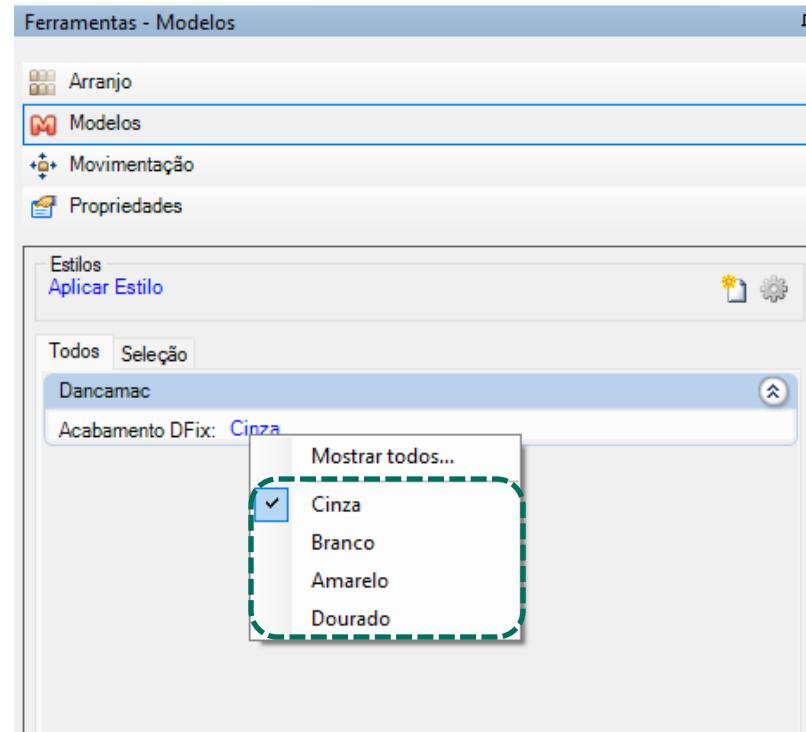 Ferramentas - Modelos
Arranjo
Modelos
Movimentação
Propriedades
Estilos
Aplicar Estilo
Todos Seleção
Dancamac
Acabamento DFix: Cinza
Mostrar todos...
Cinza
Branco
Amarelo
Dourado